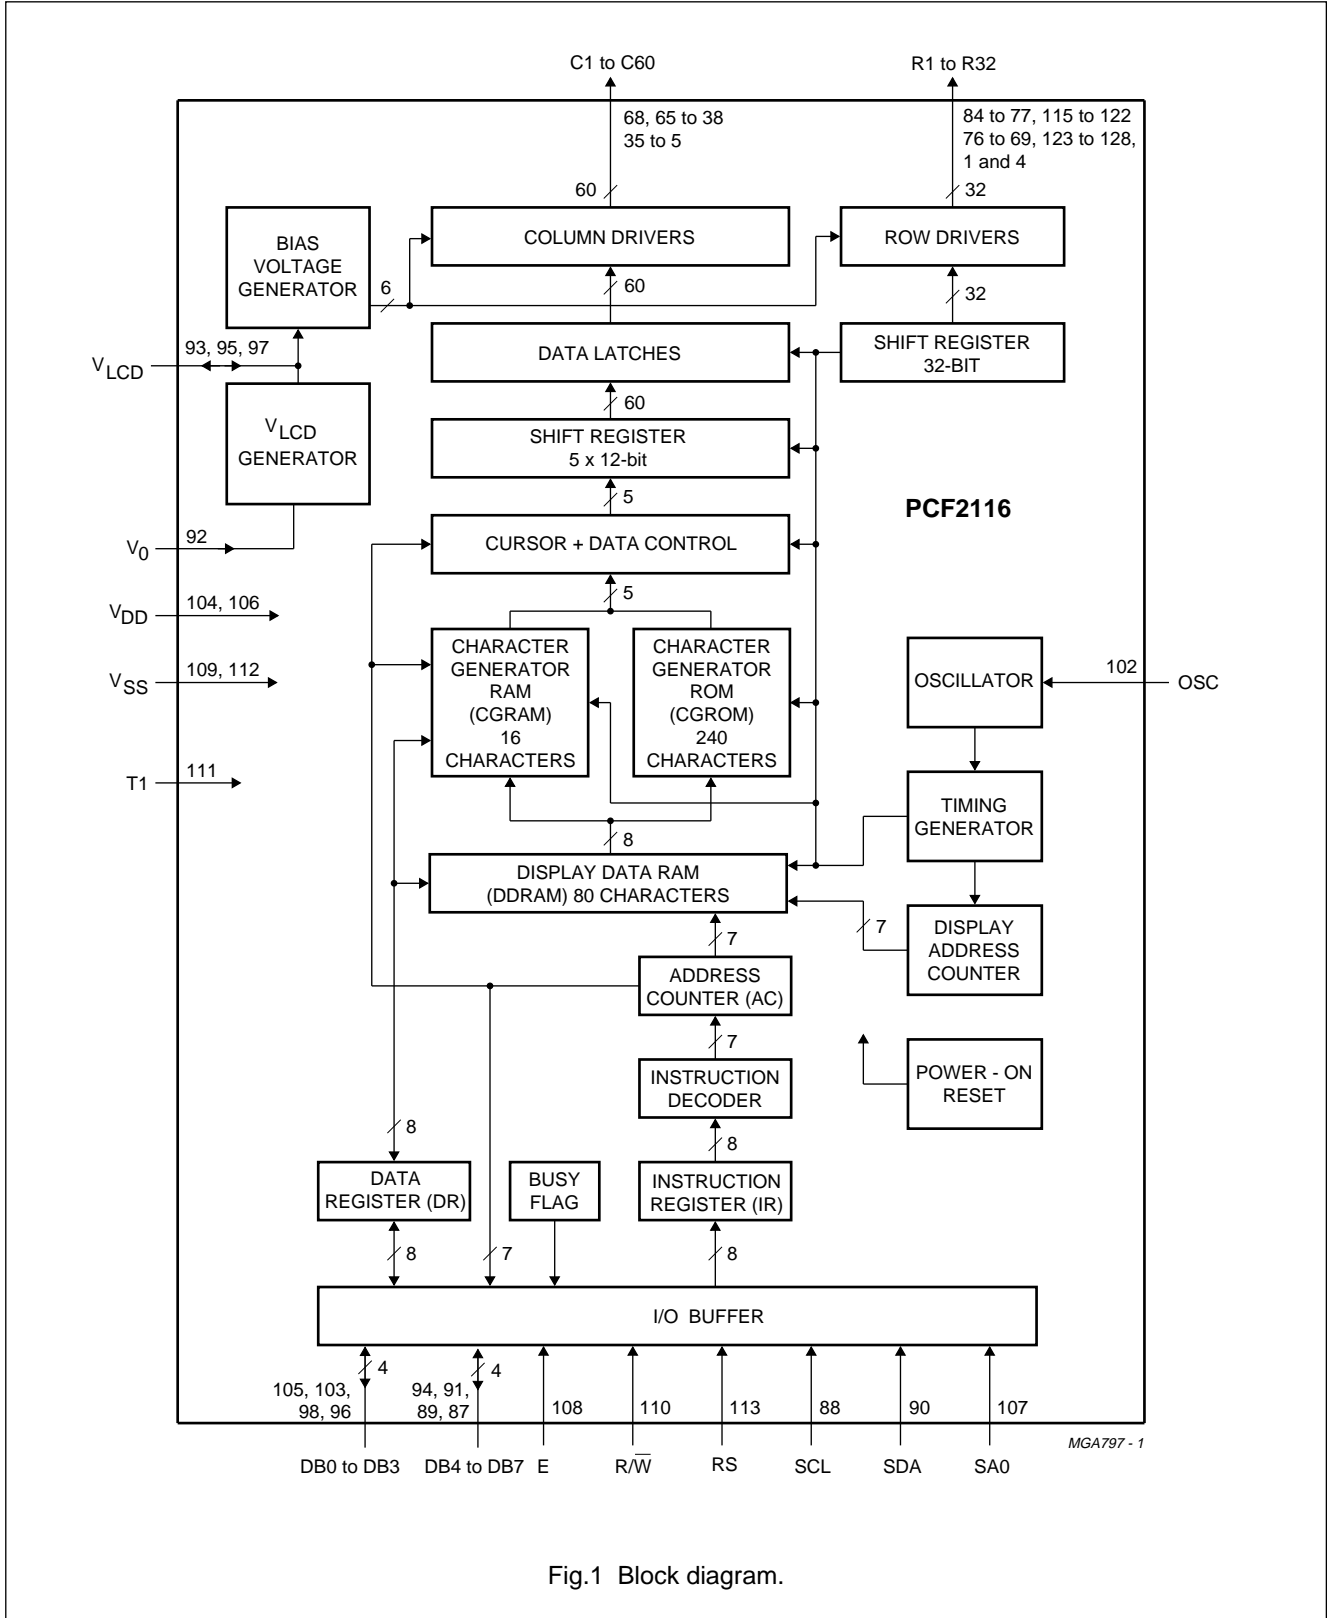 C1 to C60
R1 to R32
68, 65 to 38
35 to 5
84 to 77, 115 to 122
76 to 69, 123 to 128,
1 and 4
60
32
BIAS
VOLTAGE
GENERATOR
COLUMN DRIVERS
ROW DRIVERS
6
60
32
VLCD
93, 95, 97
DATA LATCHES
SHIFT REGISTER
32-BIT
60
VLCD
GENERATOR
SHIFT REGISTER
5 x 12-bit
5
PCF2116
V0
92
CURSOR + DATA CONTROL
5
VDD
104, 106
VSS
109, 112
CHARACTER
GENERATOR
RAM
(CGRAM)
16
CHARACTERS
CHARACTER
GENERATOR
ROM
(CGROM)
240
CHARACTERS
OSCILLATOR
102
OSC
T1
111
TIMING
GENERATOR
8
DISPLAY DATA RAM
(DDRAM) 80 CHARACTERS
7
7
DISPLAY
ADDRESS
COUNTER
ADDRESS
COUNTER (AC)
7
INSTRUCTION
DECODER
POWER - ON
RESET
8
8
DATA
REGISTER (DR)
BUSY
FLAG
INSTRUCTION
REGISTER (IR)
8
7
8
I/O BUFFER
4
4
105, 103,
98, 96
94, 91,
89, 87
108
110
113
88
90
107
MGA797 - 1
DB0 to DB3
DB4 to DB7
E
R/W̅
RS
SCL
SDA
SA0
Fig.1 Block diagram.